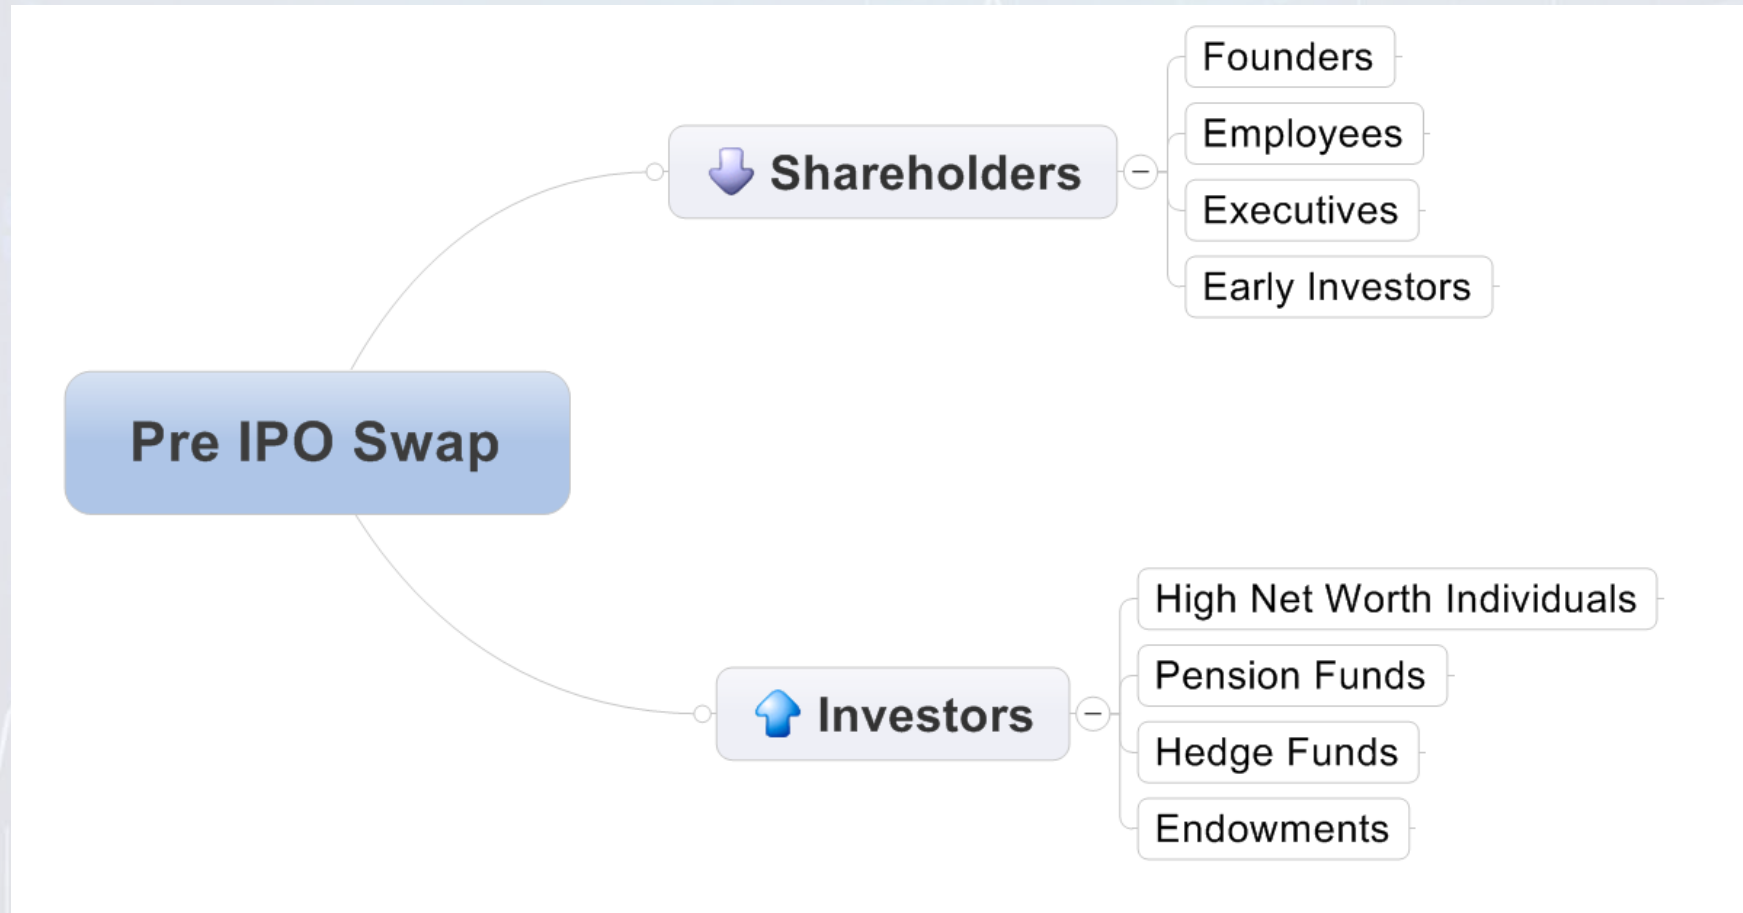 Pre IPO Swap
Shareholders
Founders
Employees
Executives
Early Investors
Investors
High Net Worth Individuals
Pension Funds
Hedge Funds
Endowments